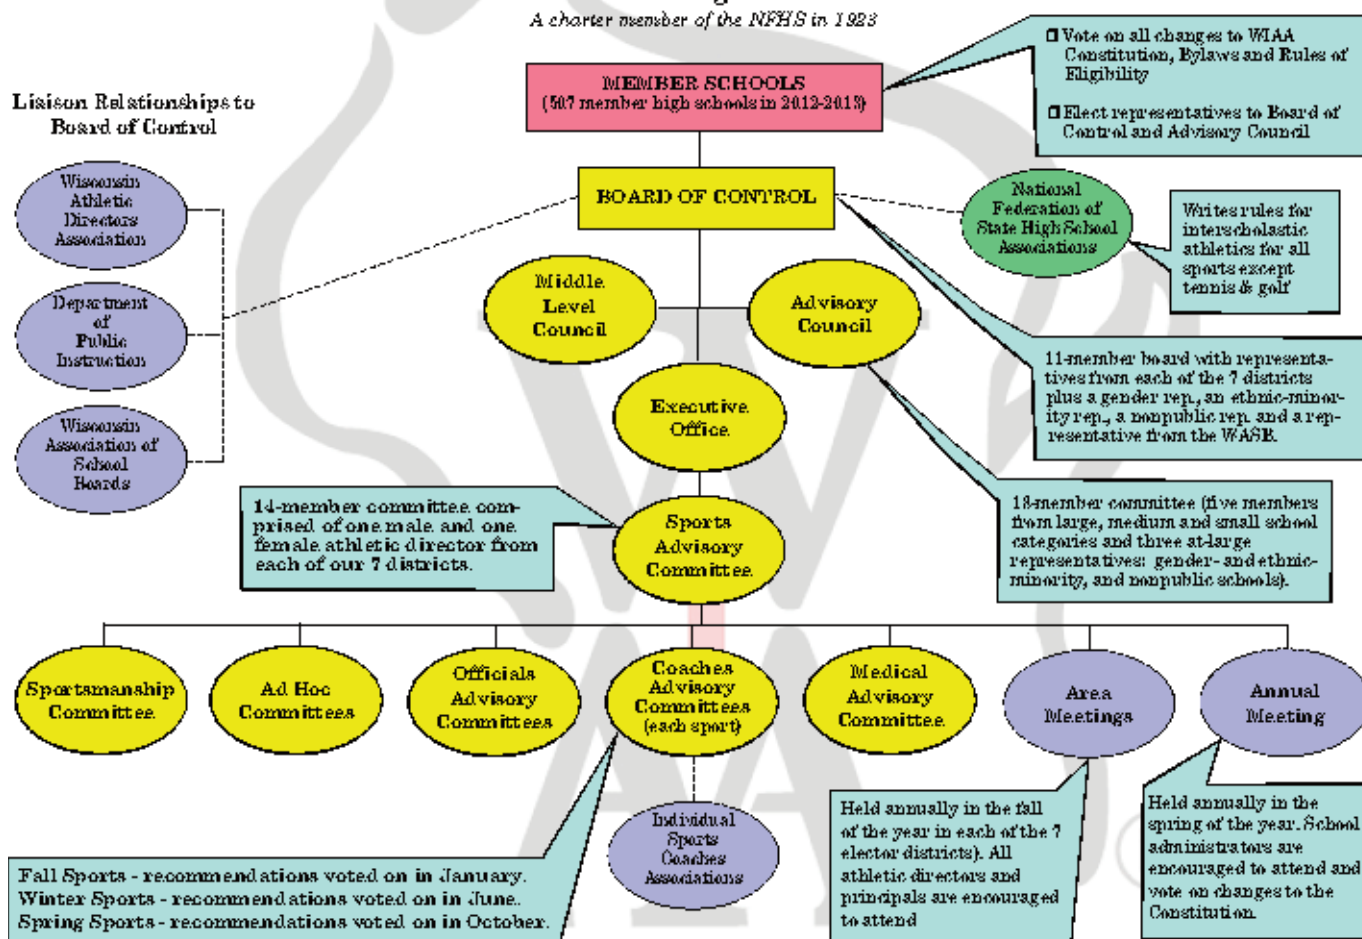 A charter member of the NFHS in 1923
MEMBER SCHOOLS
(507 member high schools in 2012-2013)
❒ Vote on all changes to WIAA
Constitution, Bylaws and Rules of
Eligibility
❒ Elect representatives to Board of
Control and Advisory Council
Liaison Relationships to
Board of Control
Wisconsin
Athletic
Directors
Association
Department
of
Public
Instruction
Wisconsin
Association of
School
Boards
BOARD OF CONTROL
National
Federation of
State High School
Associations
Writes rules for
interscholastic
athletics for all
sports except
tennis & golf
Middle
Level
Council
Advisory
Council
11-member board with representa-
tives from each of the 7 districts
plus a gender rep., an ethnic-minor-
ity rep., a nonpublic rep. and a rep-
resentative from the WASB.
Executive
Office
14-member committee com-
prised of one male and one
female athletic director from
each of our 7 districts.
Sports
Advisory
Committee
18-member committee (five members
from large, medium and small school
categories and three at-large
representatives: gender- and ethnic-
minority, and nonpublic schools).
Sportsmanship
Committee
Ad Hoc
Committees
Officials
Advisory
Committees
Coaches
Advisory
Committees
(each sport)
Medical
Advisory
Committee
Area
Meetings
Annual
Meeting
Individual
Sports
Coaches
Associations
Fall Sports - recommendations voted on in January.
Winter Sports - recommendations voted on in June.
Spring Sports - recommendations voted on in October.
Held annually in the fall
of the year in each of the 7
elector districts). All
athletic directors and
principals are encouraged
to attend
Held annually in the
spring of the year. School
administrators are
encouraged to attend and
vote on changes to the
Constitution.
W
AA